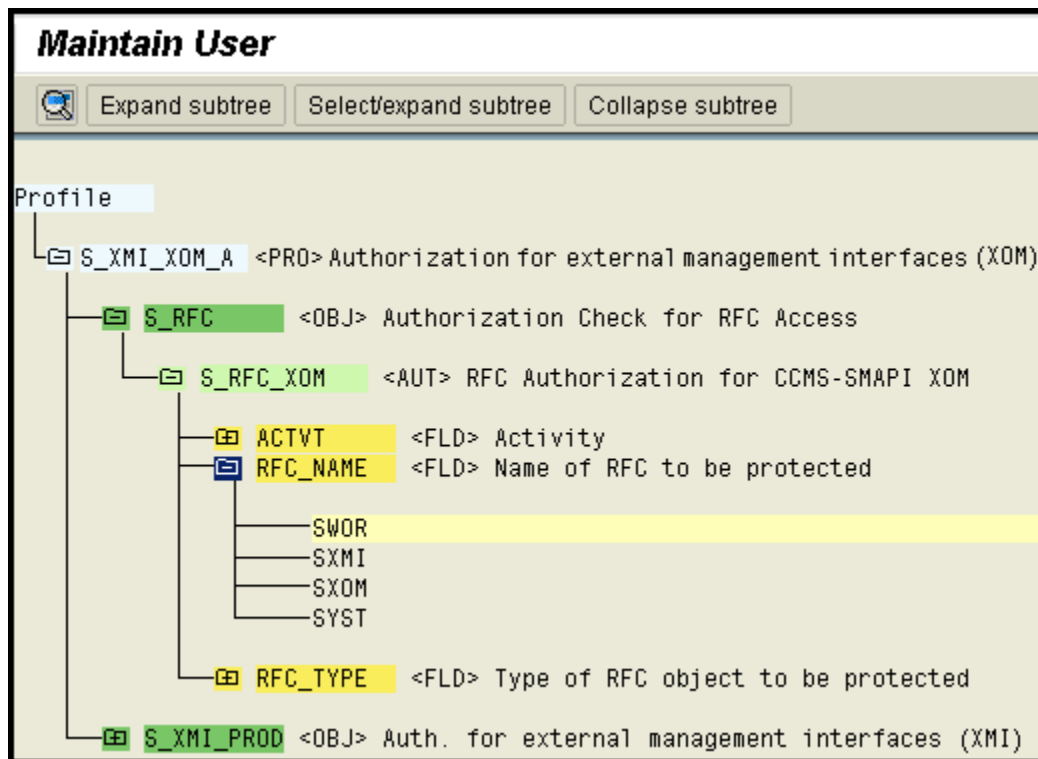 Maintain User
Expand subtree Select/expand subtree Collapse subtree
Profile
S_XMI_XOM_A <PRO> Authorization for external management interfaces (XOM)
S_RFC <OBJ> Authorization Check for RFC Access
S_RFC_XOM <AUT> RFC Authorization for CCMS-SMAPI XOM
ACTVT <FLD> Activity
RFC_NAME <FLD> Name of RFC to be protected
SWOR
SXMI
SXOM
SYST
RFC_TYPE <FLD> Type of RFC object to be protected
S_XMI_PROD <OBJ> Auth. for external management interfaces (XMI)